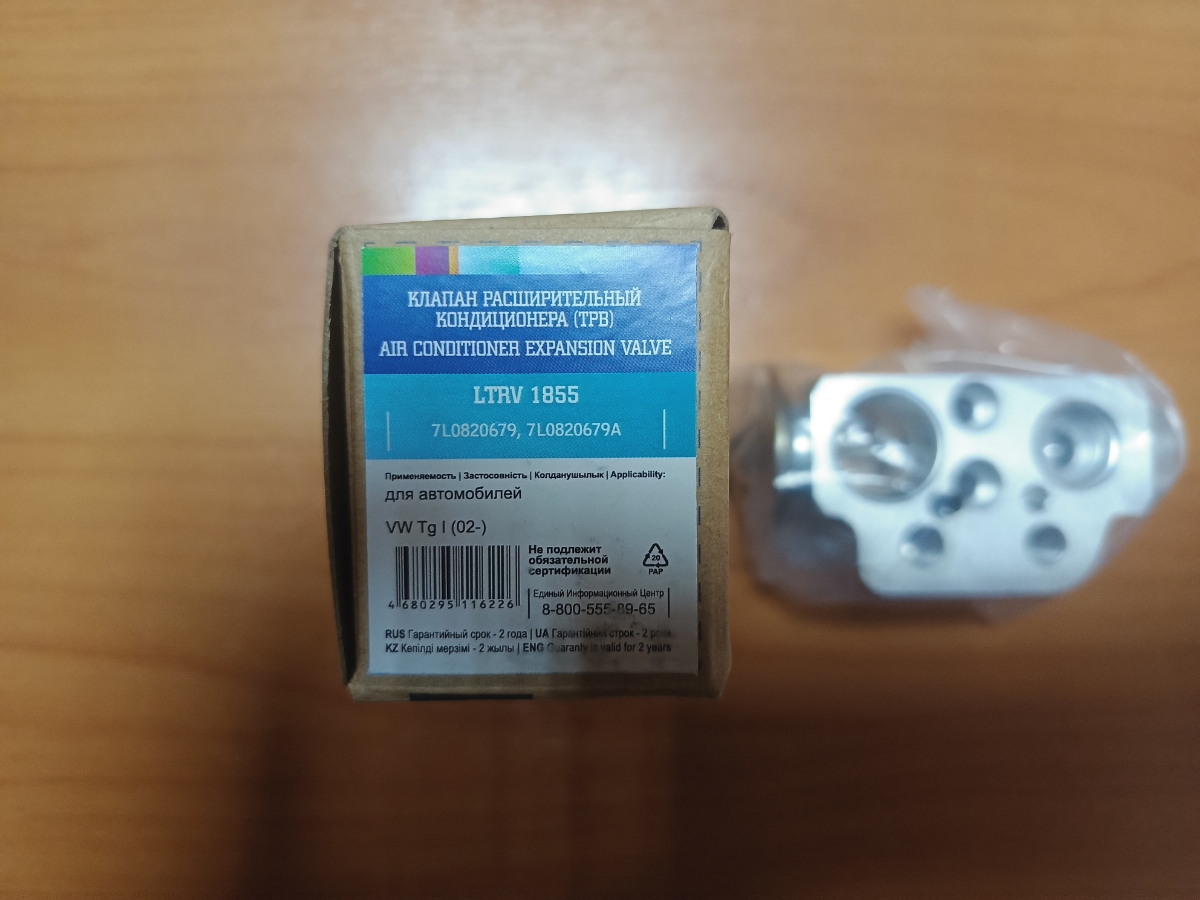 КЛАПАН РАСШИРИТЕЛЬНЫЙ
КОНДИЦИОНЕРА (ТРВ)
AIR CONDITIONER EXPANSION VALVE
LTRV 1855
7L0820679, 7L0820679A
Применяемость | Застосовність | Колданушылык | Applicability:
для автомобилей
VW Tg I (02-)
Не подлежит
обязательной
сертификации
20
PAP
4 680295 116226
Единый Информационный Центр
8-800-555-89-65
RUS Гарантийный срок - 2 года | UA Гарантійний строк - 2 роки
KZ Кепілді мерзімі - 2 жылы | ENG Guaranty is valid for 2 years